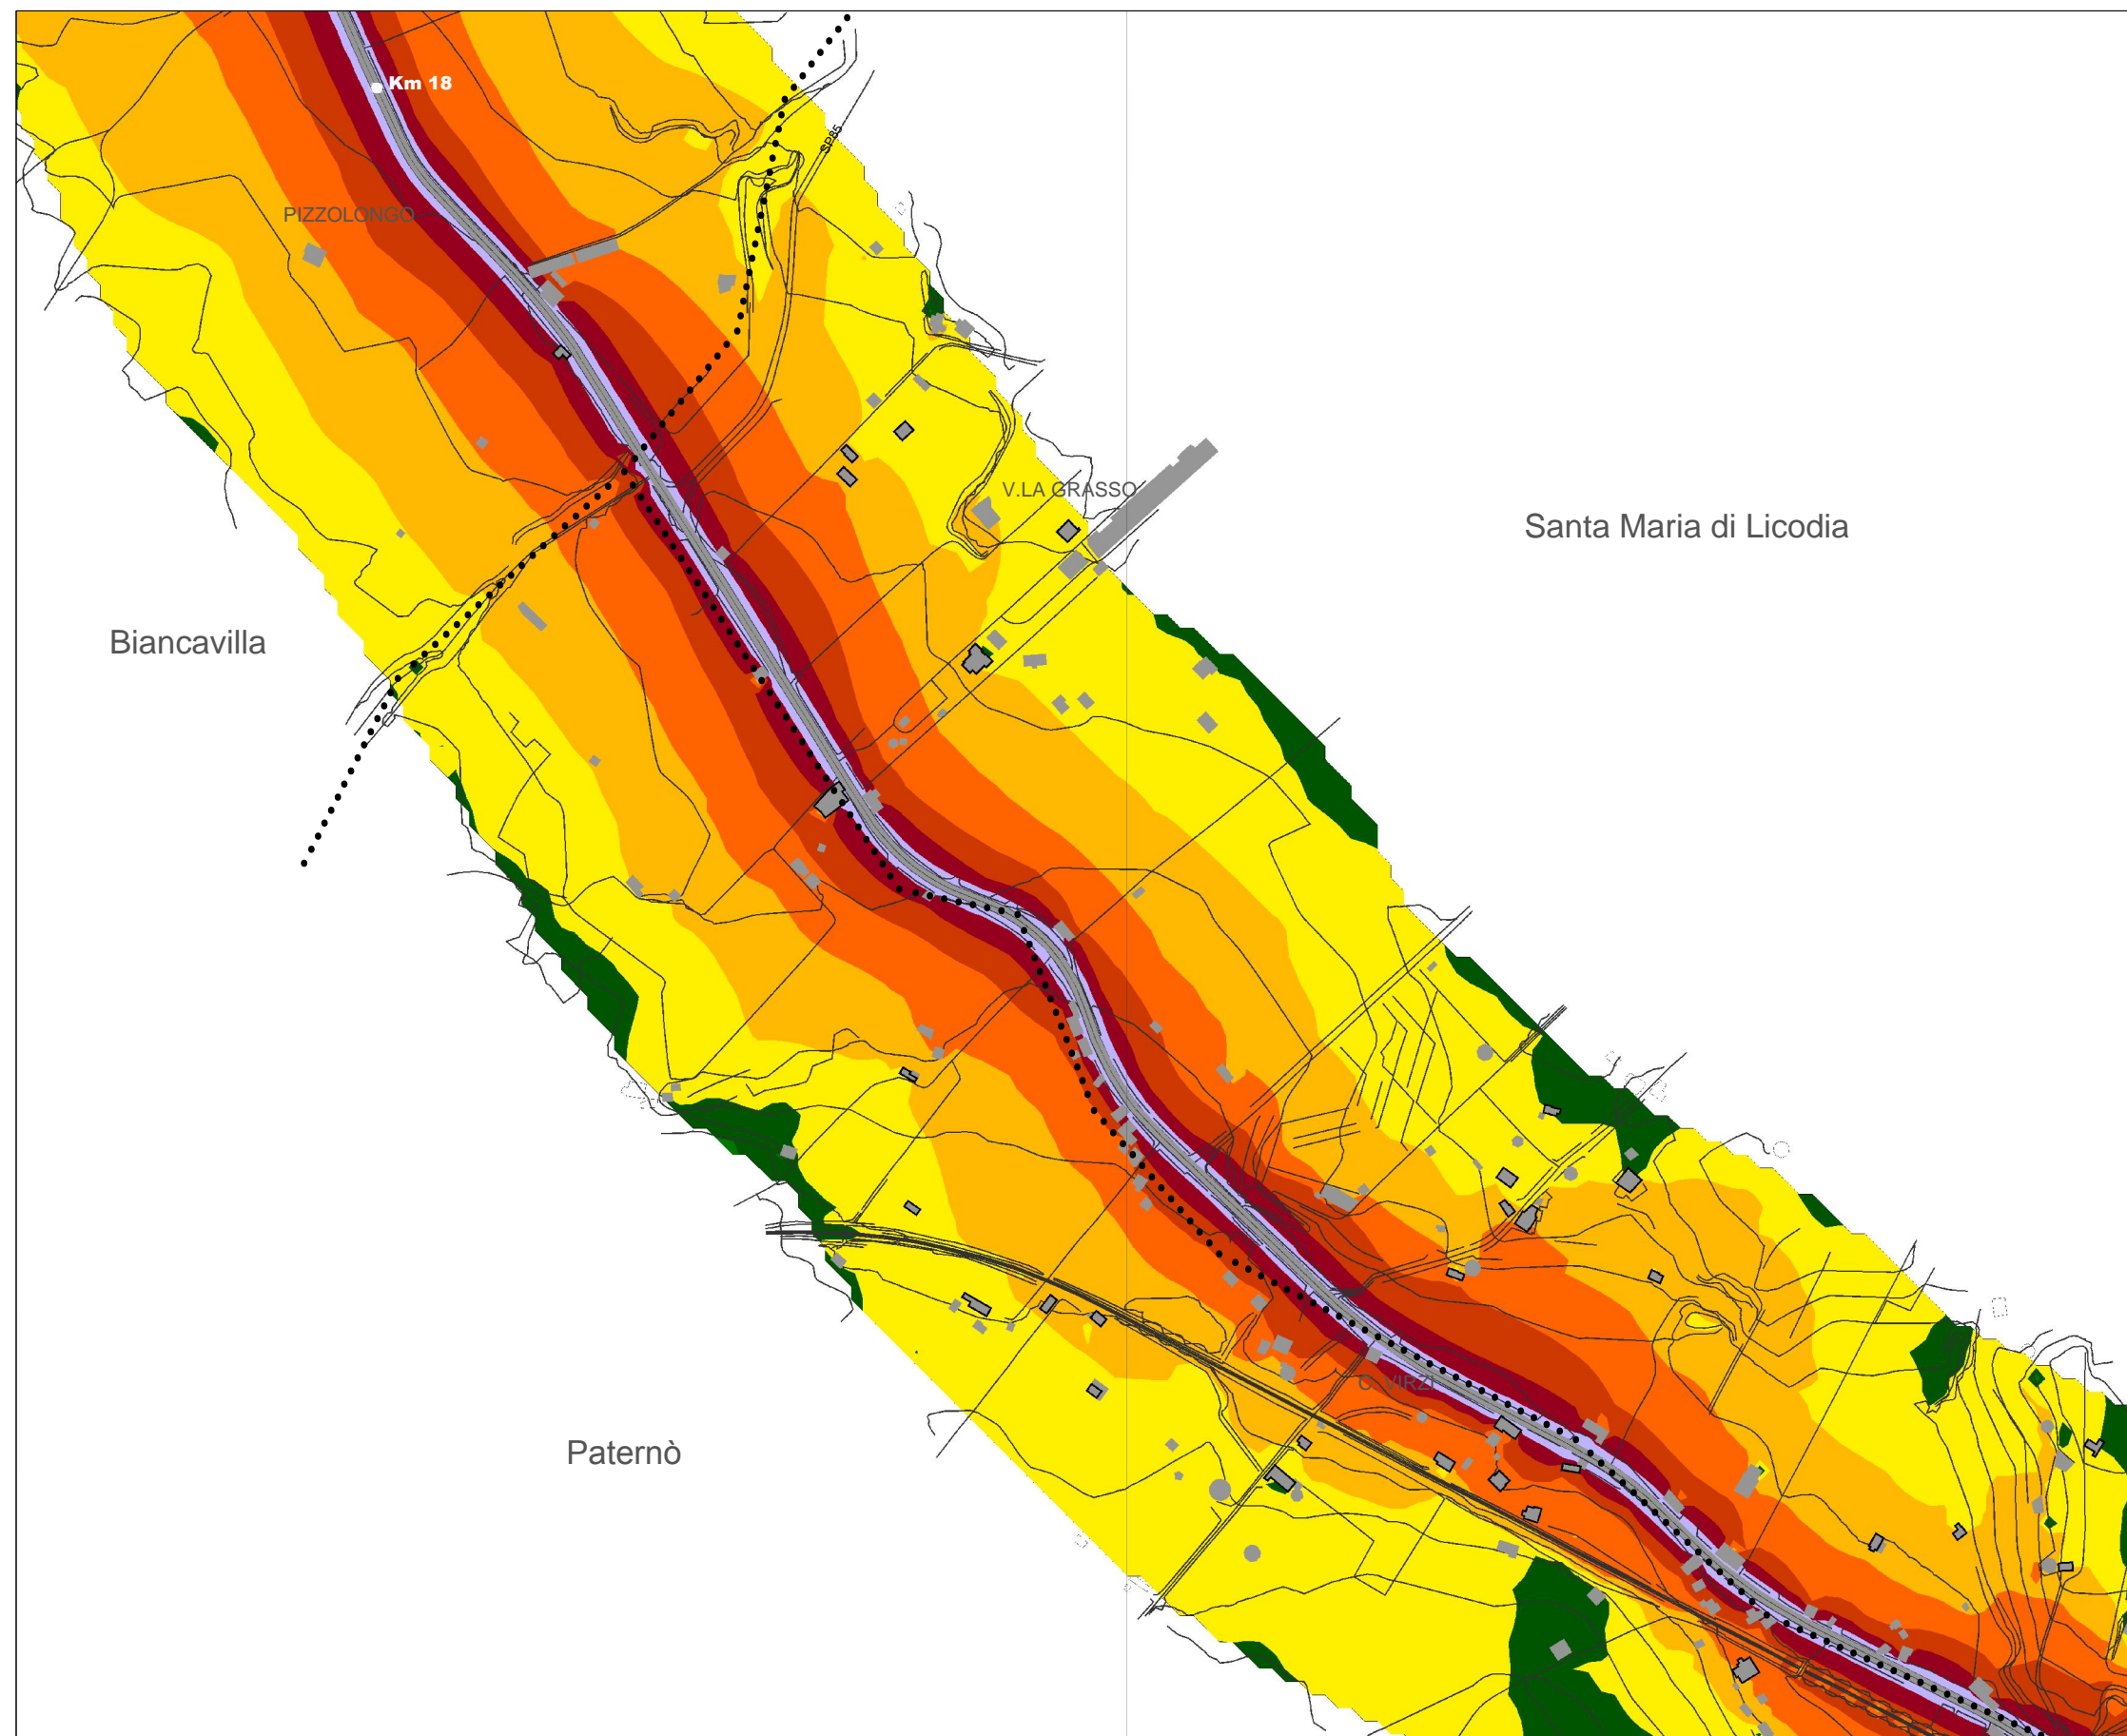 Km 18
SP85
PIZZOLONGO
V.LA GRASSO
Santa Maria di Licodia
Biancavilla
C. VIRZI
Paternò